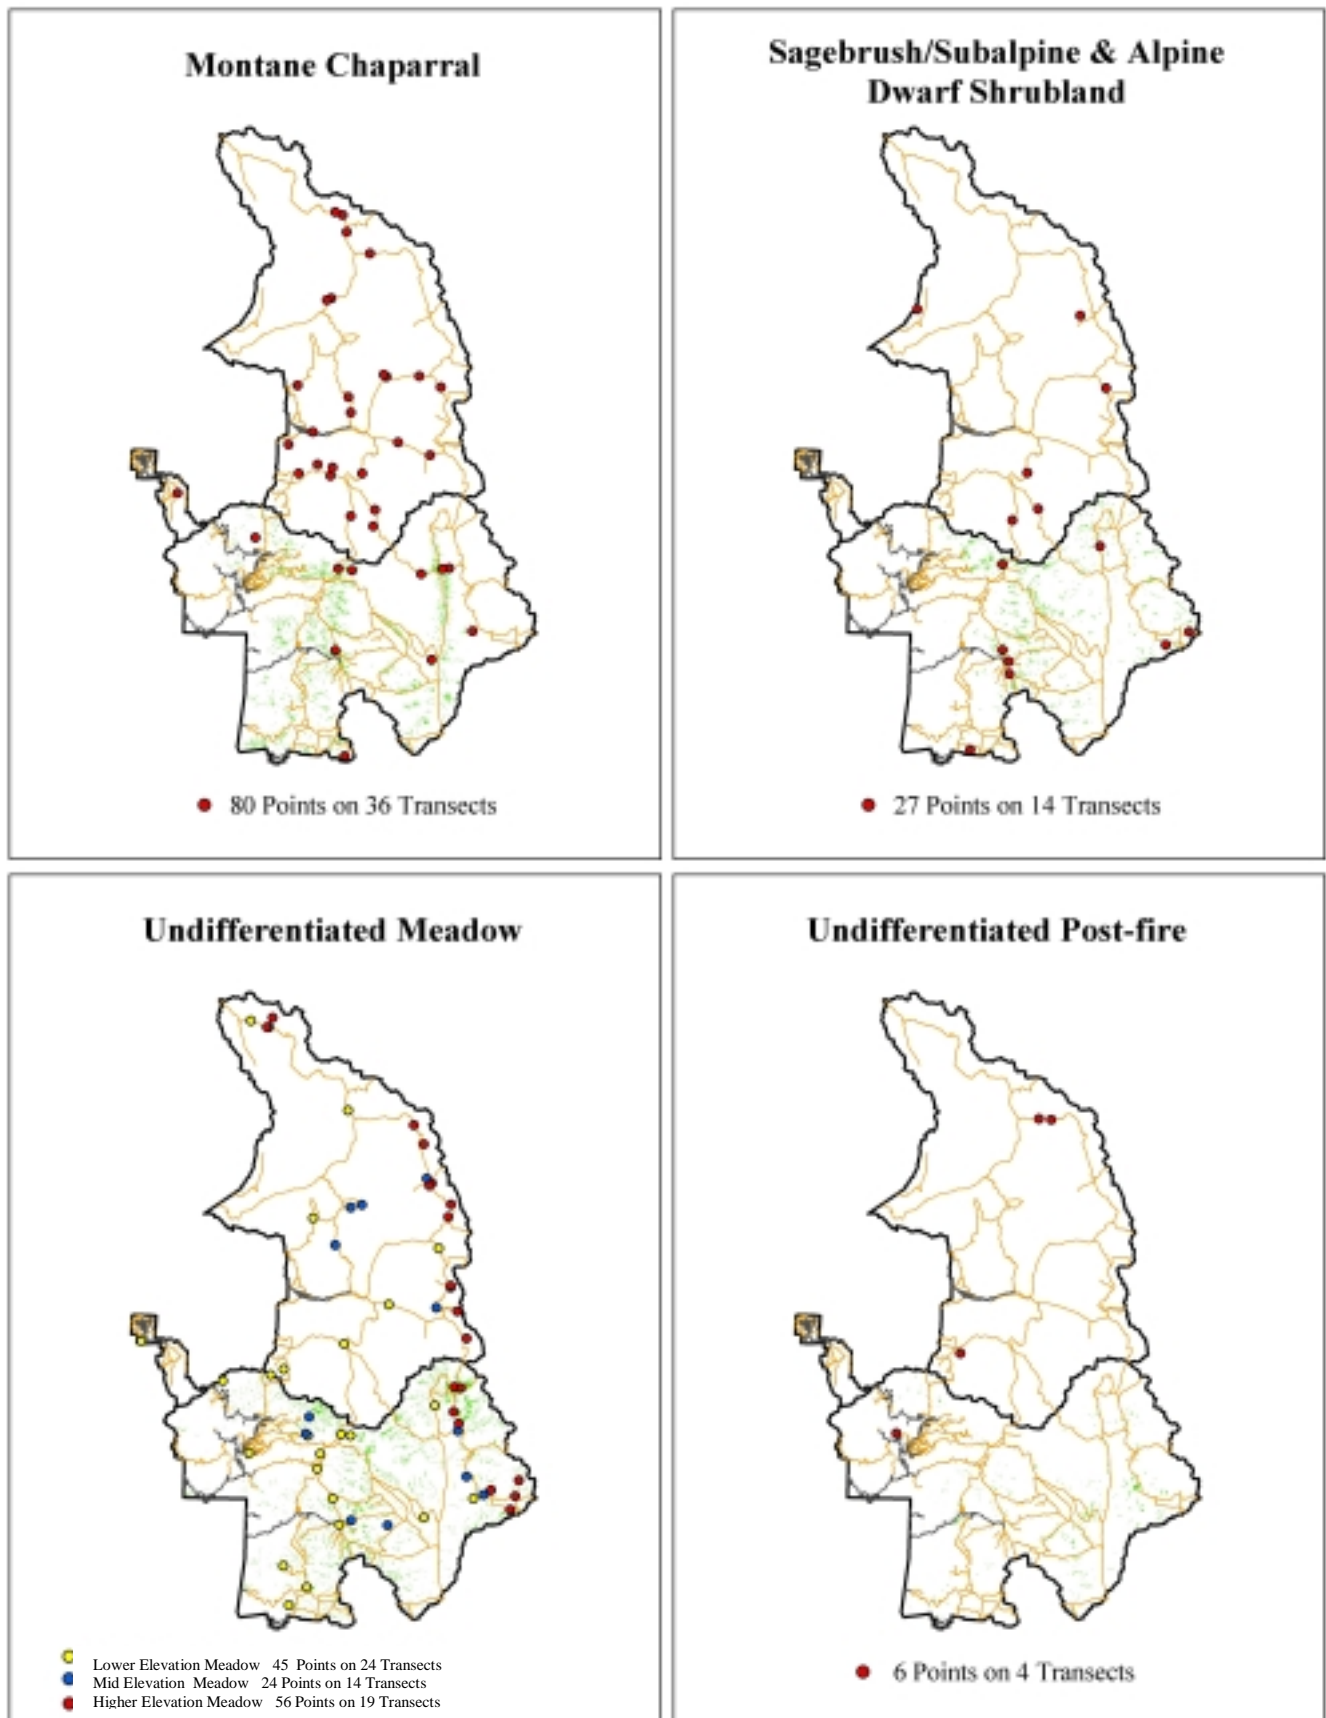 Montane Chaparral
80 Points on 36 Transects
Sagebrush/Subalpine & Alpine
Dwarf Shrubland
27 Points on 14 Transects
Undifferentiated Meadow
Lower Elevation Meadow 45 Points on 24 Transects
Mid Elevation Meadow 24 Points on 14 Transects
Higher Elevation Meadow 56 Points on 19 Transects
Undifferentiated Post-fire
6 Points on 4 Transects